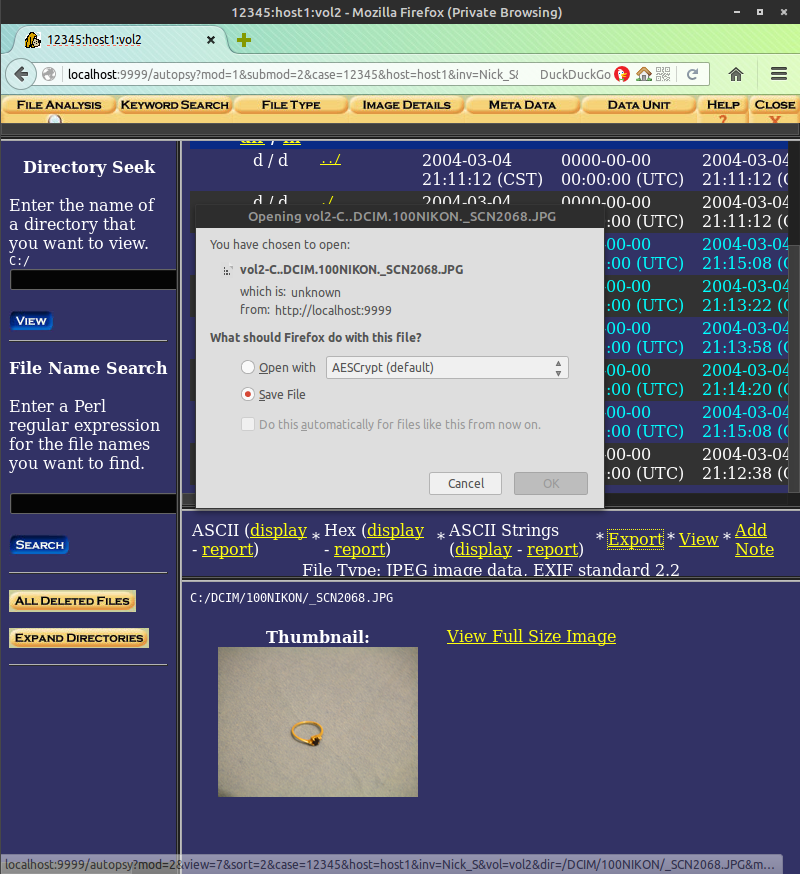 12345:host1:vol2 - Mozilla Firefox (Private Browsing)
12345:host1:vol2
localhost:9999/autopsy?mod=1&submod=2&case=12345&host=host1&inv=Nick_S& DuckDuckGo
FILE ANALYSIS KEYWORD SEARCH FILE TYPE IMAGE DETAILS META DATA DATA UNIT HELP CLOSE
? X
Directory Seek
Enter the name of
a directory that
you want to view.
C:/
VIEW
File Name Search
Enter a Perl
regular expression
for the file names
you want to find.
SEARCH
ALL DELETED FILES
EXPAND DIRECTORIES
dir / in
d / d ../ 2004-03-04 0000-00-00 2004-03-04
21:11:12 (CST) 00:00:00 (UTC) 21:11:12 (C
d / d ./ 2004-03-04 0000-00-00 2004-03-04
:00 (UTC) 21:11:12 (C
00-00 2004-03-04
:00 (UTC) 21:15:08 (C
00-00 2004-03-04
:00 (UTC) 21:13:22 (C
00-00 2004-03-04
:00 (UTC) 21:13:58 (C
00-00 2004-03-04
:00 (UTC) 21:14:20 (C
00-00 2004-03-04
:00 (UTC) 21:15:08 (C
00-00 2004-03-04
:00 (UTC) 21:12:38 (C
Opening vol2-C..DCIM.100NIKON._SCN2068.JPG
You have chosen to open:
vol2-C..DCIM.100NIKON._SCN2068.JPG
which is: unknown
from: http://localhost:9999
What should Firefox do with this file?
Open with AESCrypt (default)
Save File
Do this automatically for files like this from now on.
Cancel OK
ASCII (display * Hex (display * ASCII Strings * Export * View * Add
- report) - report) (display - report) Note
File Type: JPEG image data, EXIF standard 2.2
C:/DCIM/100NIKON/_SCN2068.JPG
Thumbnail: View Full Size Image
localhost:9999/autopsy?mod=2&view=7&sort=2&case=12345&host=host1&inv=Nick_S&vol=vol2&dir=/DCIM/100NIKON/_SCN2068.JPG&m...